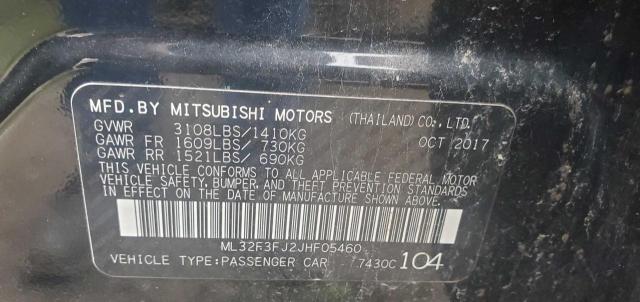 MFD.BY MITSUBISHI MOTORS (THAILAND) CO., LTD.
GVWR 3108LBS/1410KG OCT 2017
GAWR FR 1609LBS/ 730KG
GAWR RR 1521LBS/ 690KG
THIS VEHICLE CONFORMS TO ALL APPLICABLE FEDERAL MOTOR
VEHICLE SAFETY, BUMPER, AND THEFT PREVENTION STANDARDS
IN EFFECT ON THE DATE OF MANUFACTURE SHOWN ABOVE.
ML32F3FJ2JHF05460
VEHICLE TYPE:PASSENGER CAR 7430C 104